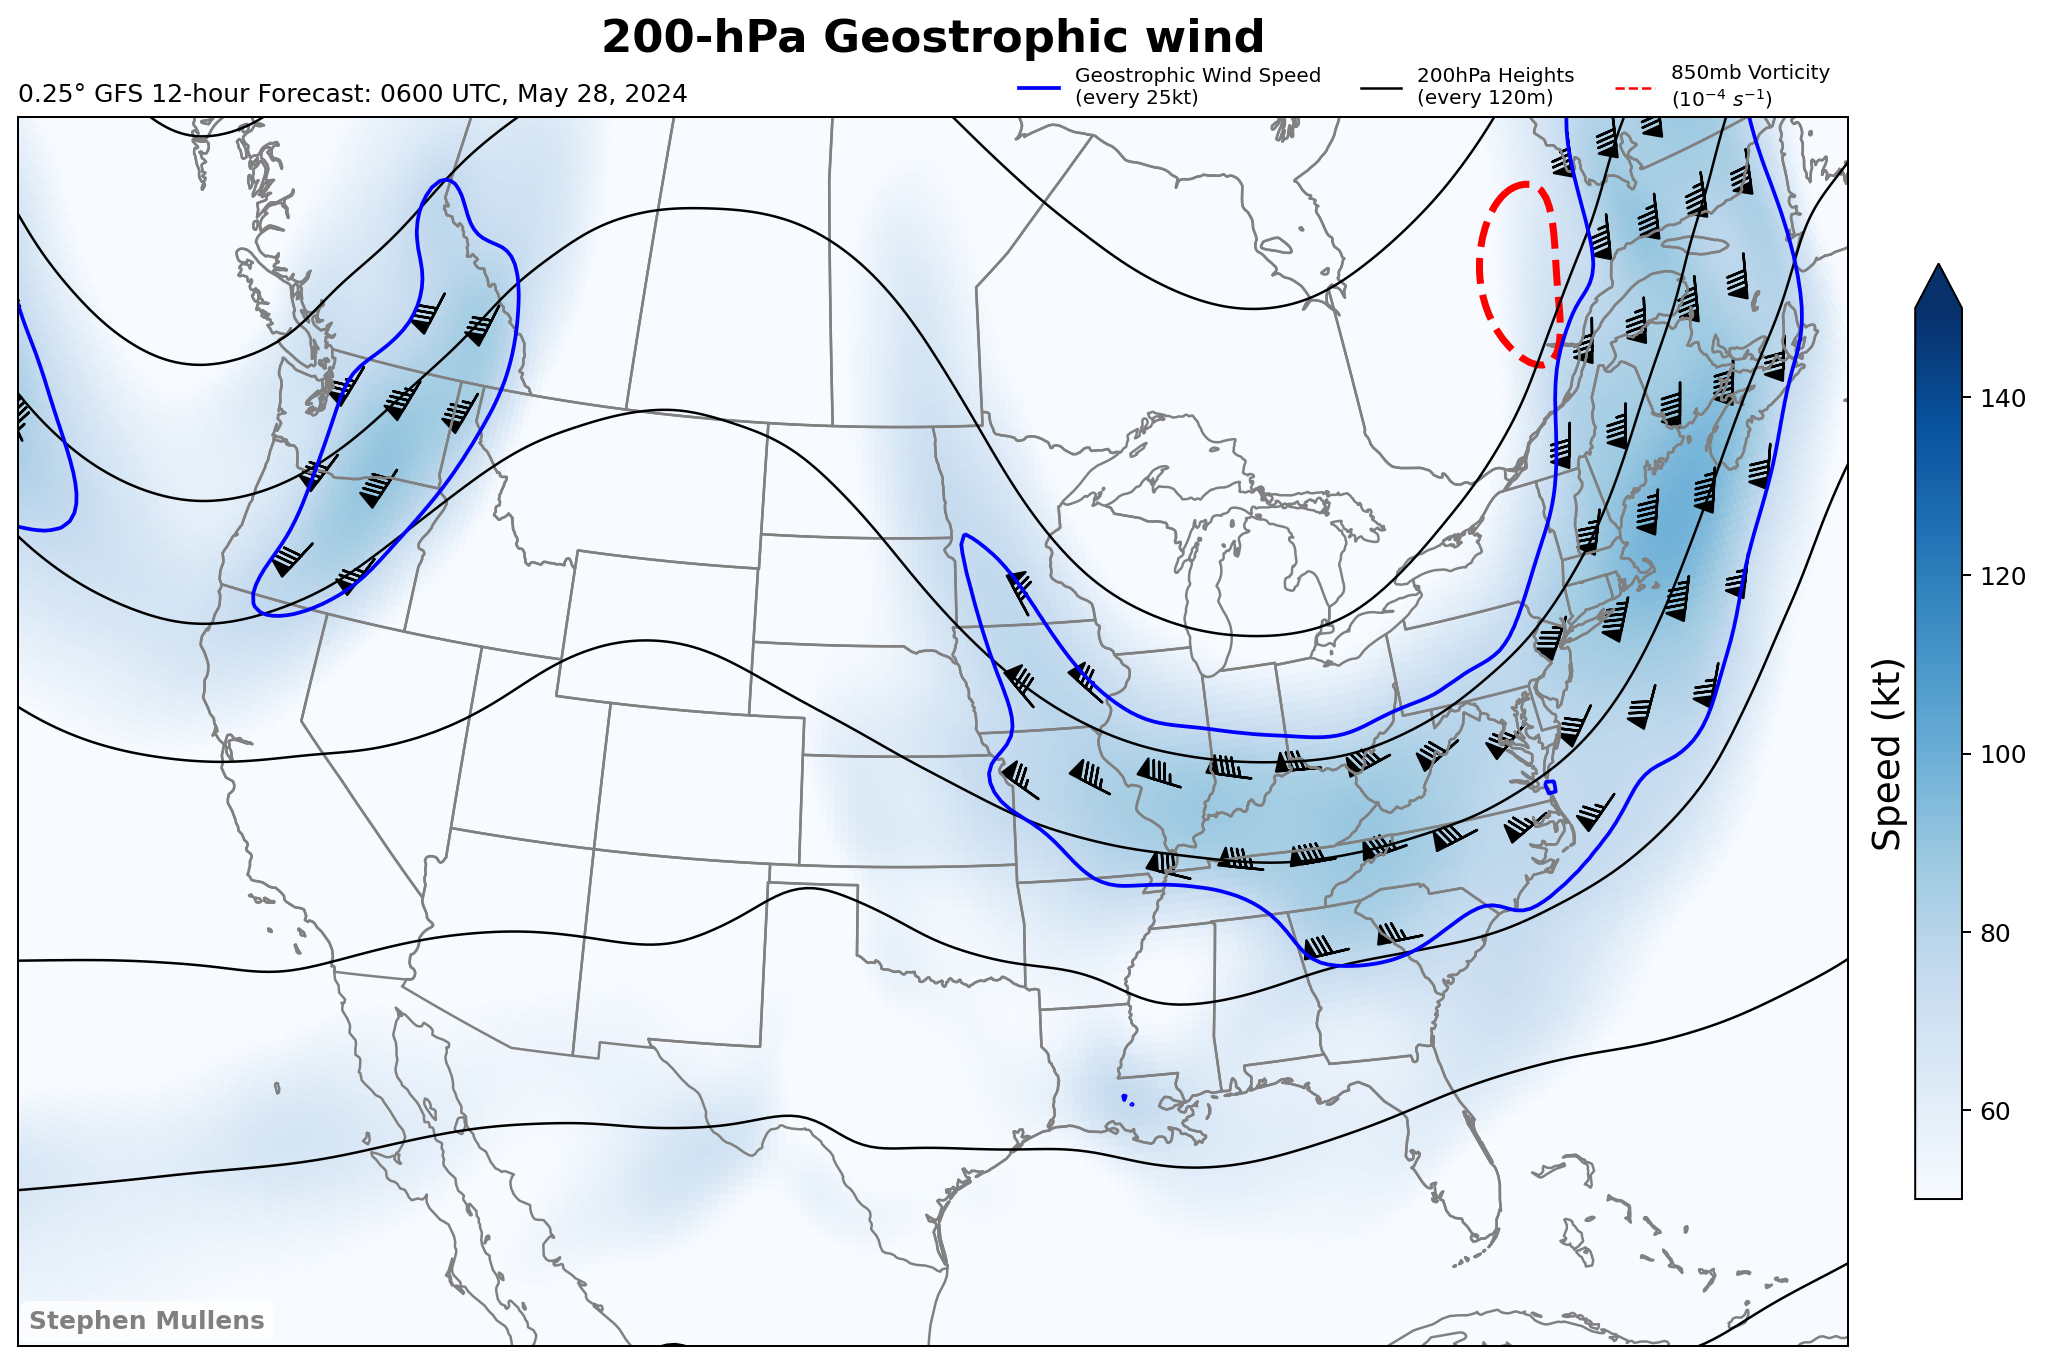 200-hPa Geostrophic wind
0.25° GFS 12-hour Forecast: 0600 UTC, May 28, 2024
Geostrophic Wind Speed
(every 25kt)
200hPa Heights
(every 120m)
850mb Vorticity
(10⁻⁴ s⁻¹)
140
120
100
80
60
Speed (kt)
Stephen Mullens